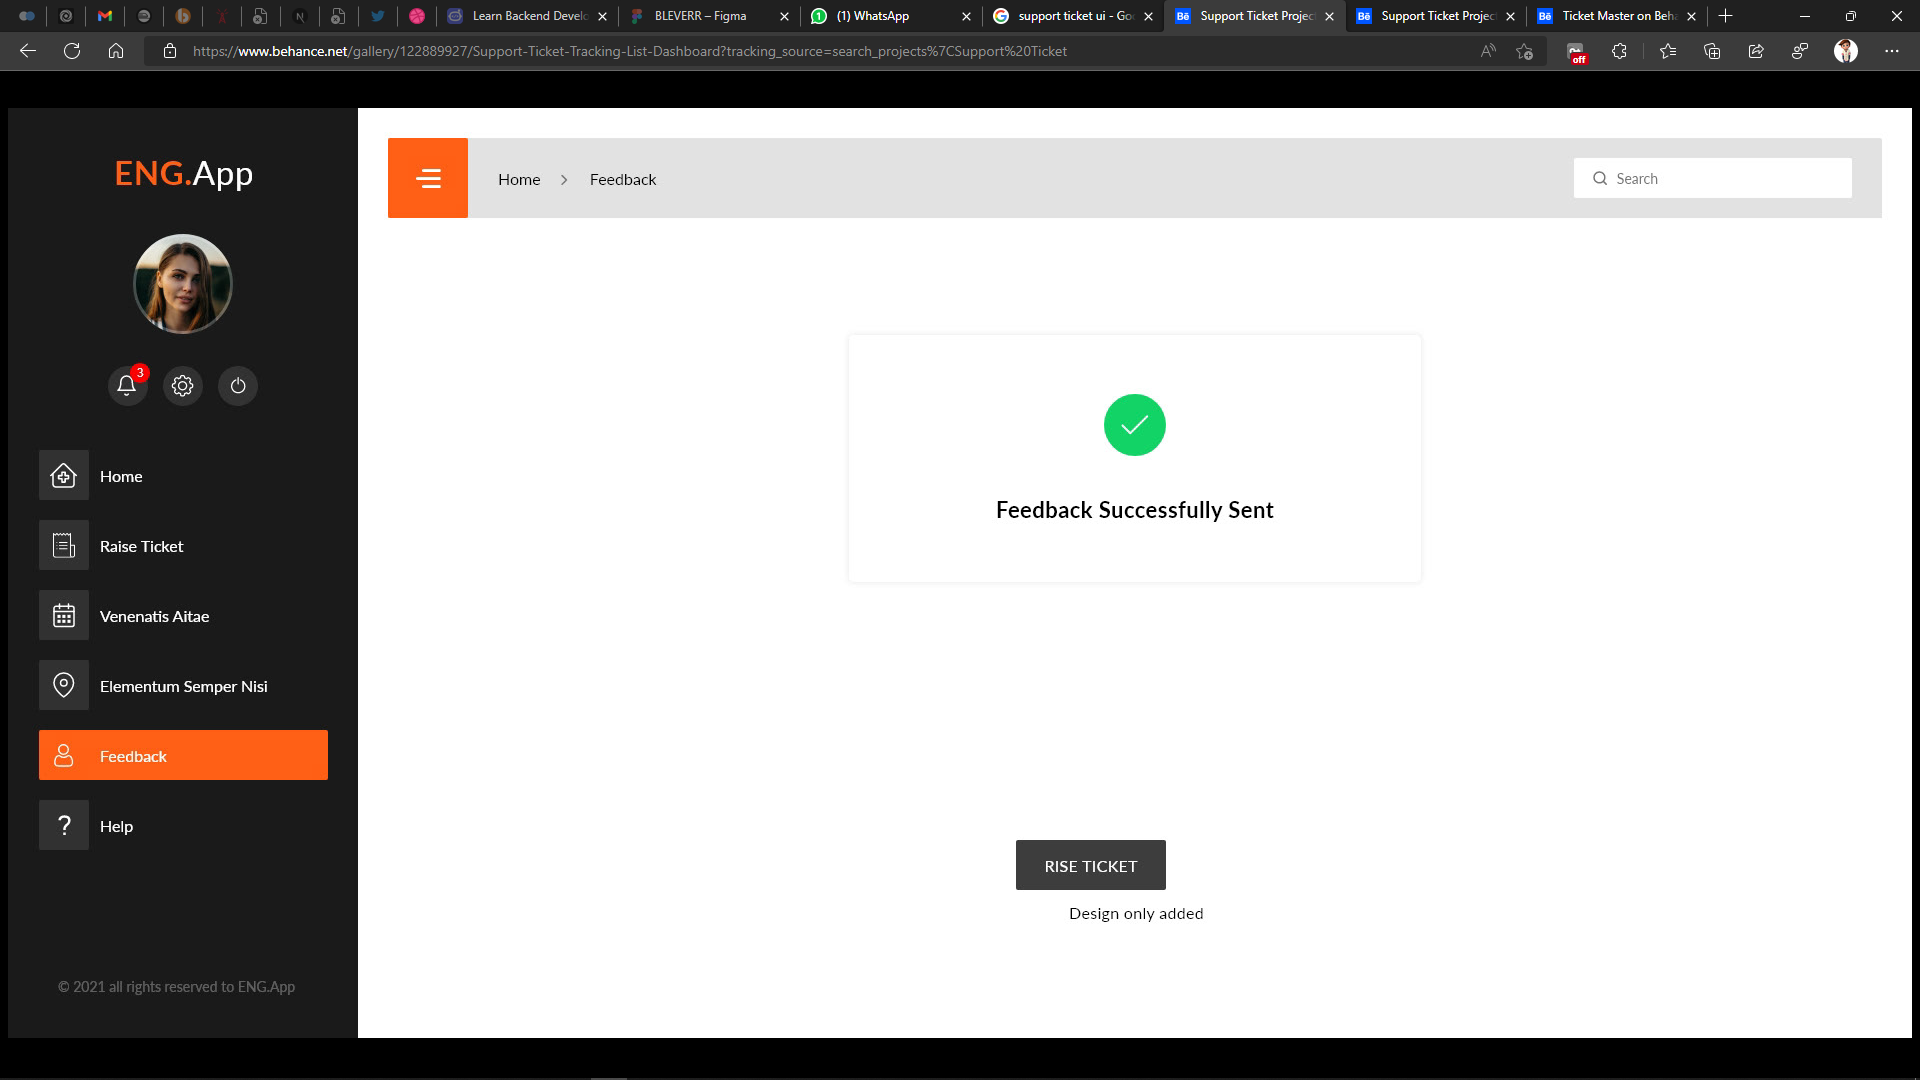 Learn Backend Develo
BLEVERR – Figma
(1) WhatsApp
support ticket ui - Go
Support Ticket Projec
Support Ticket Projec
Ticket Master on Beha
https://www.behance.net/gallery/122889927/Support-Ticket-Tracking-List-Dashboard?tracking_source=search_projects%7CSupport%20Ticket
off
ENG.App
3
Home
Raise Ticket
Venenatis Aitae
Elementum Semper Nisi
Feedback
Help
© 2021 all rights reserved to ENG.App
Home > Feedback
Search
Feedback Successfully Sent
RISE TICKET
Design only added